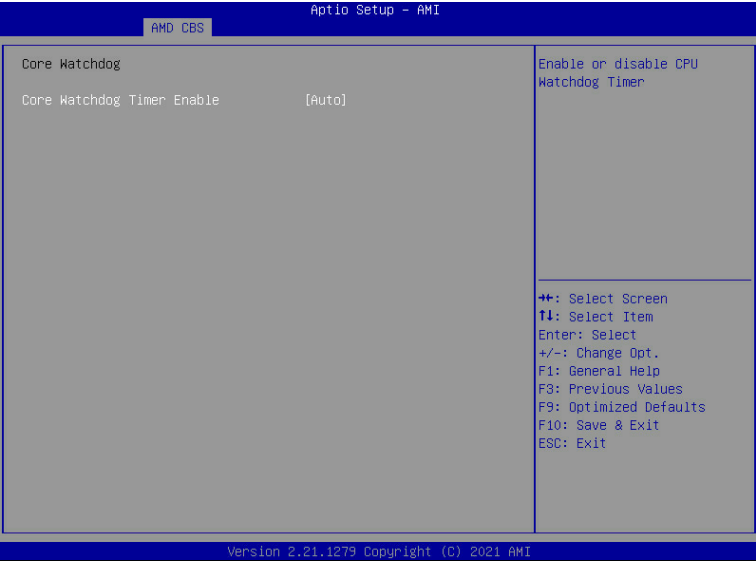 Aptio Setup – AMI
AMD CBS
Core Watchdog
Core Watchdog Timer Enable [Auto]
Enable or disable CPU
Watchdog Timer
→←: Select Screen
↑↓: Select Item
Enter: Select
+/-: Change Opt.
F1: General Help
F3: Previous Values
F9: Optimized Defaults
F10: Save & Exit
ESC: Exit
Version 2.21.1279 Copyright (C) 2021 AMI